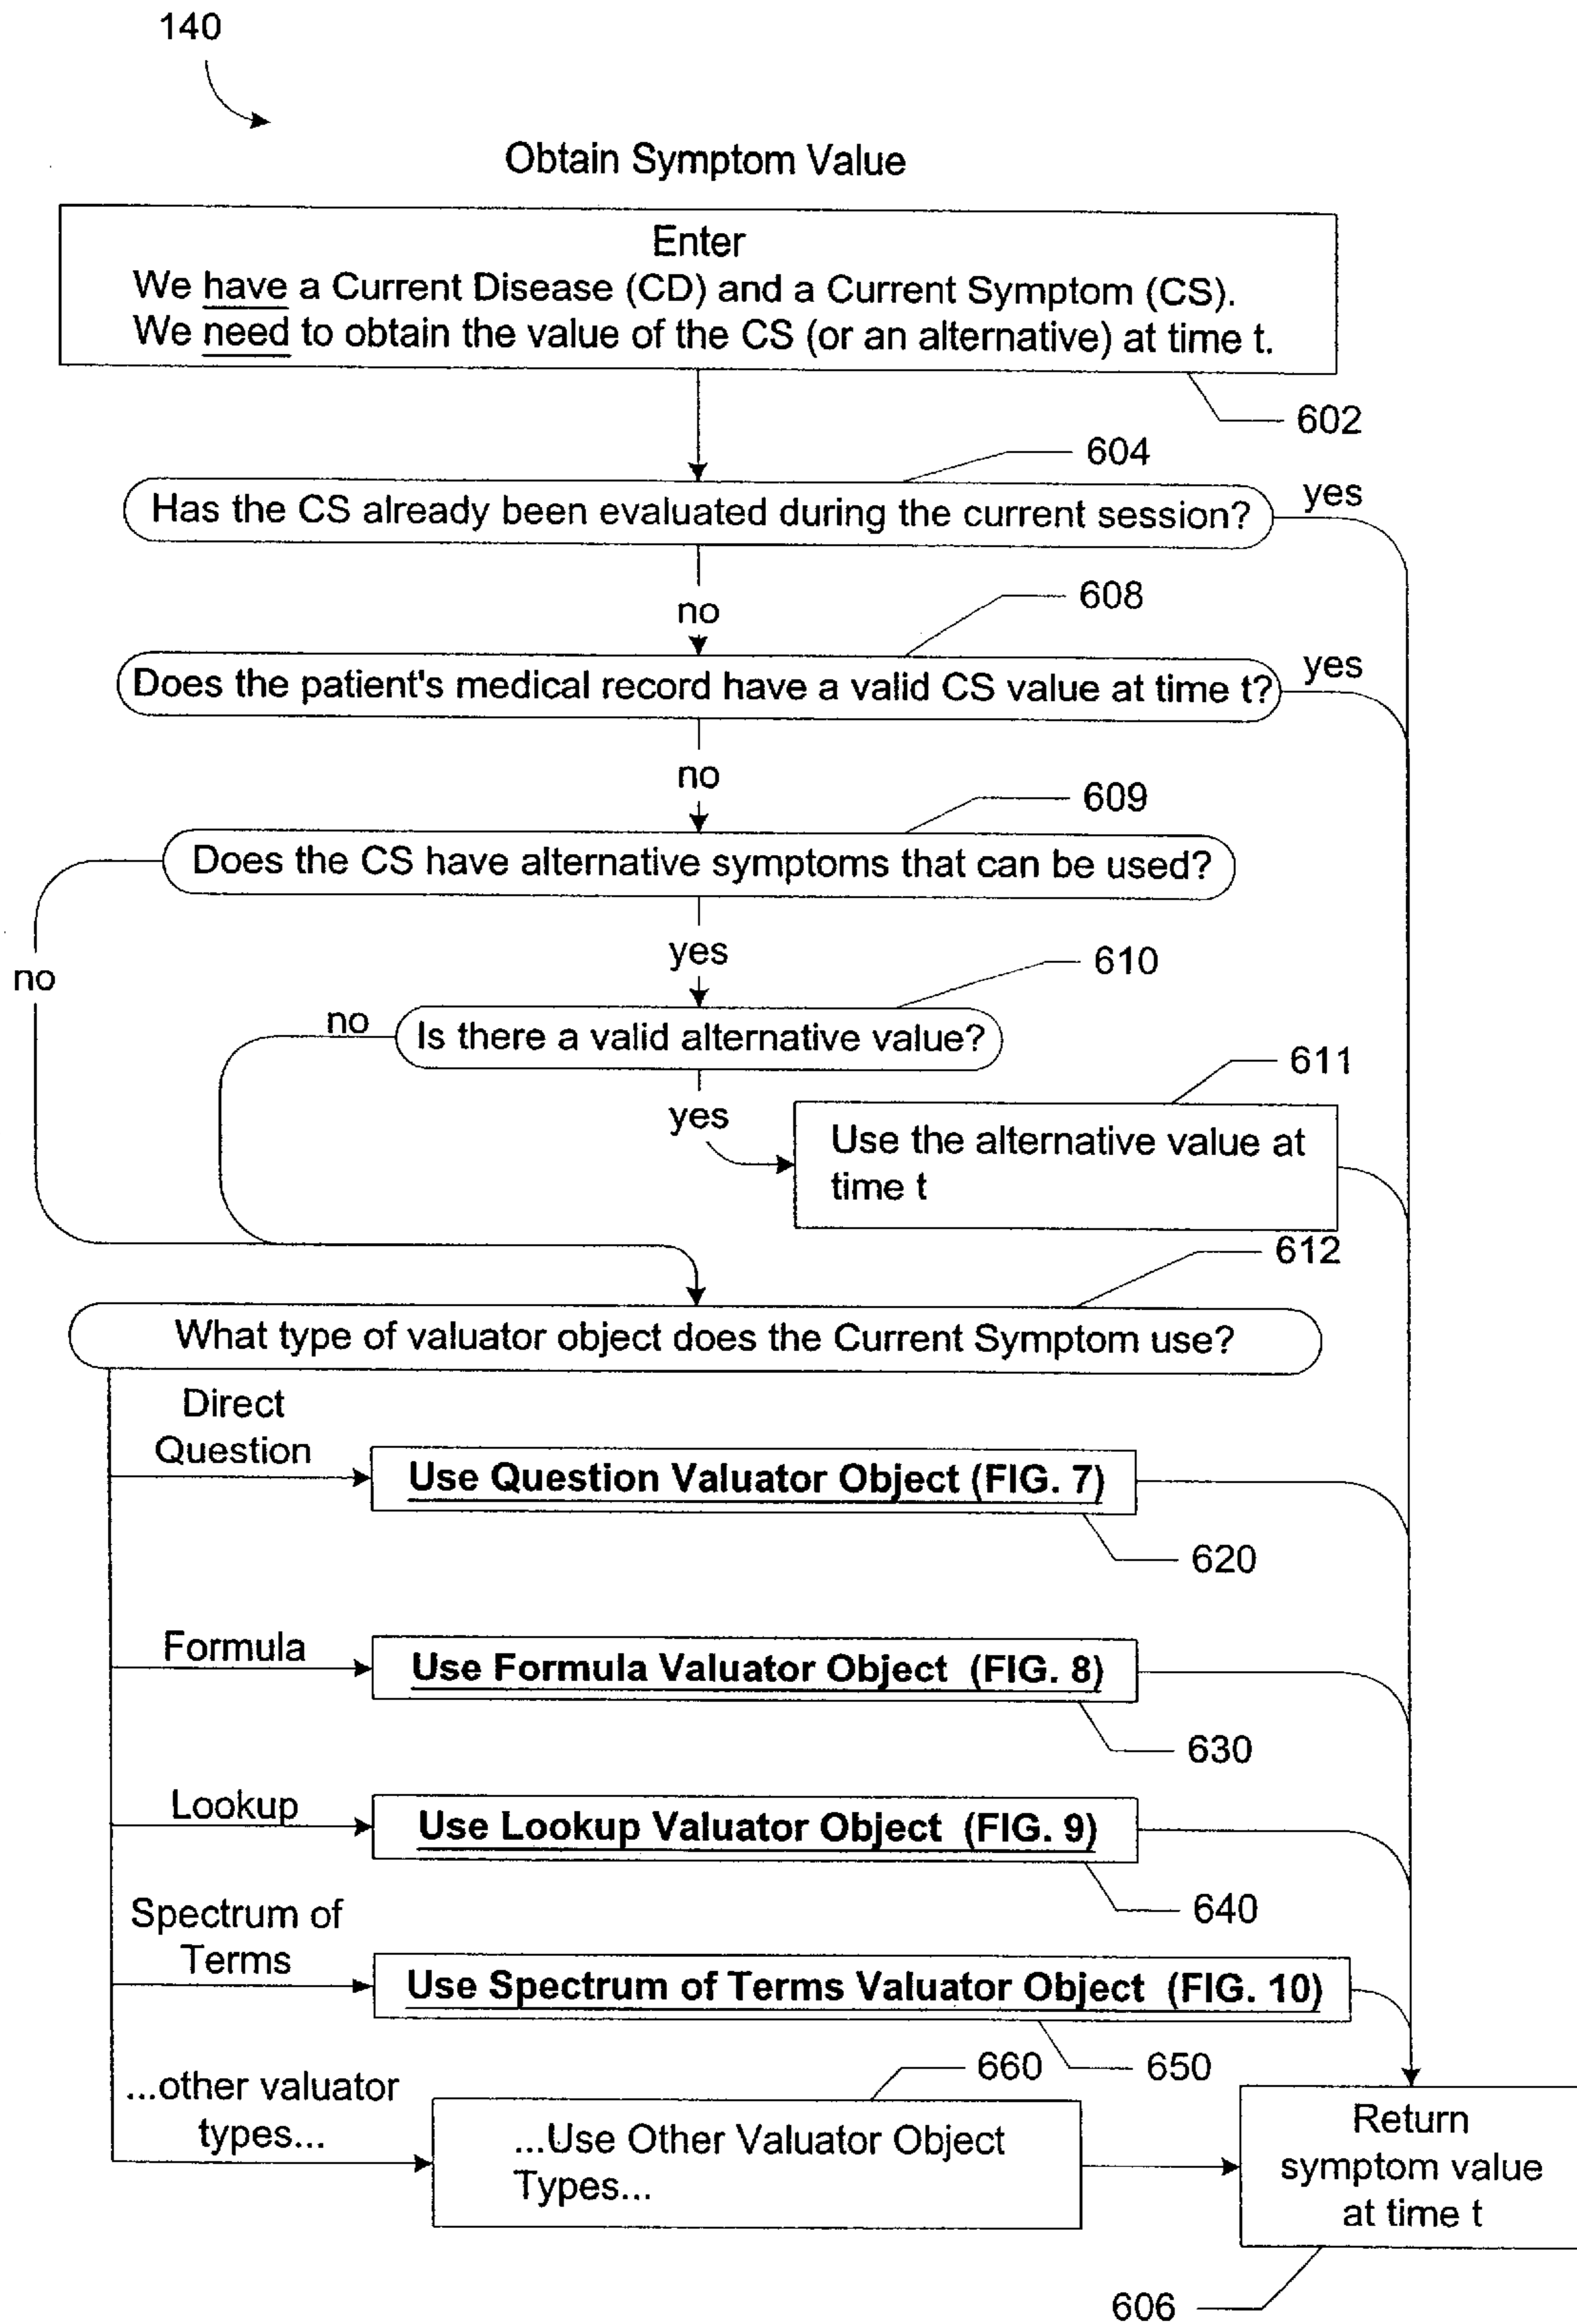 140
Obtain Symptom Value
Enter
We have a Current Disease (CD) and a Current Symptom (CS).
We need to obtain the value of the CS (or an alternative) at time t.
602
604
Has the CS already been evaluated during the current session?
yes
no
608
Does the patient's medical record have a valid CS value at time t?
yes
no
609
Does the CS have alternative symptoms that can be used?
no
yes
610
Is there a valid alternative value?
no
yes
611
Use the alternative value at
time t
612
What type of valuator object does the Current Symptom use?
Direct
Question
Use Question Valuator Object (FIG. 7)
620
Formula
Use Formula Valuator Object (FIG. 8)
630
Lookup
Use Lookup Valuator Object (FIG. 9)
640
Spectrum of
Terms
Use Spectrum of Terms Valuator Object (FIG. 10)
650
660
...other valuator
types...
...Use Other Valuator Object
Types...
Return
symptom value
at time t
606